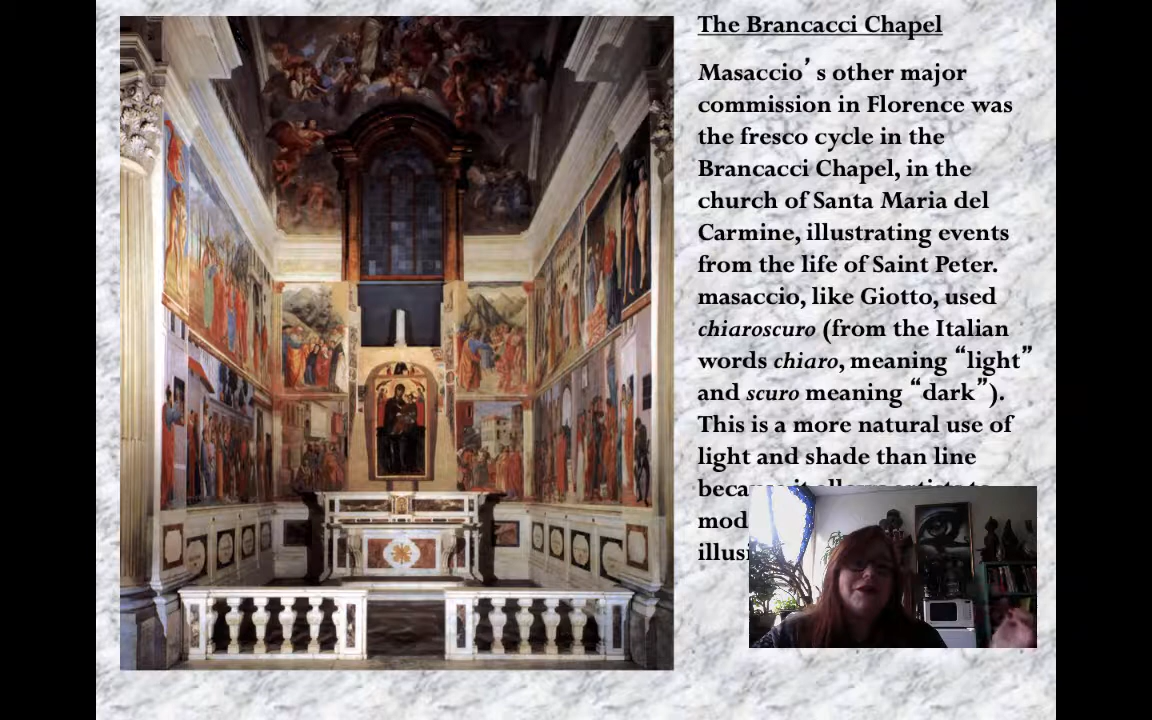 The Brancacci Chapel
Masaccio’s other major
commission in Florence was
the fresco cycle in the
Brancacci Chapel, in the
church of Santa Maria del
Carmine, illustrating events
from the life of Saint Peter.
masaccio, like Giotto, used
chiaroscuro (from the Italian
words chiaro, meaning “light”
and scuro meaning “dark”).
This is a more natural use of
light and shade than line